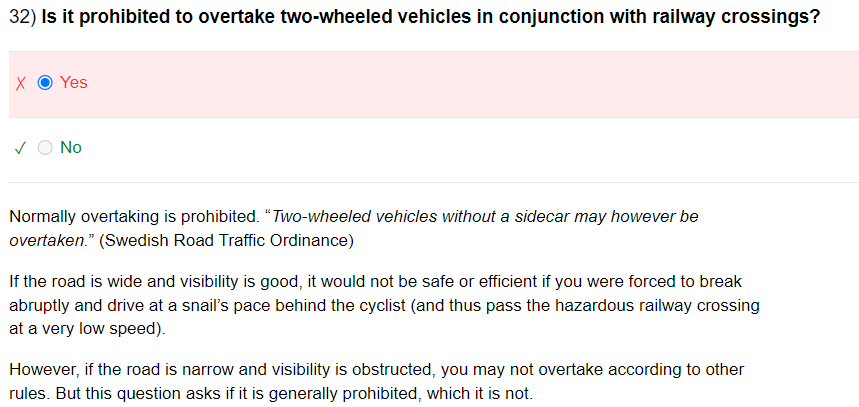 32) Is it prohibited to overtake two-wheeled vehicles in conjunction with railway crossings?
✗ Yes
✓ No
Normally overtaking is prohibited. “Two-wheeled vehicles without a sidecar may however be
overtaken.” (Swedish Road Traffic Ordinance)
If the road is wide and visibility is good, it would not be safe or efficient if you were forced to break
abruptly and drive at a snail’s pace behind the cyclist (and thus pass the hazardous railway crossing
at a very low speed).
However, if the road is narrow and visibility is obstructed, you may not overtake according to other
rules. But this question asks if it is generally prohibited, which it is not.